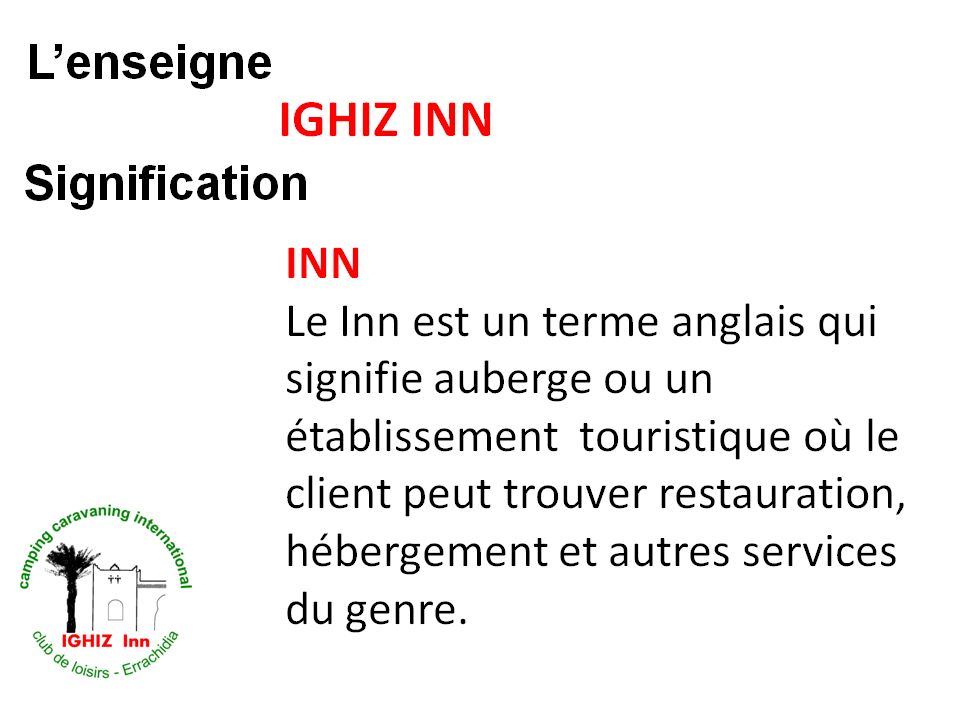 L’enseigne
IGHIZ INN
Signification
INN
Le Inn est un terme anglais qui
signifie auberge ou un
établissement  touristique où le
client peut trouver restauration,
hébergement et autres services
du genre.
camping caravaning international
IGHIZ Inn
club de loisirs - Errachidia